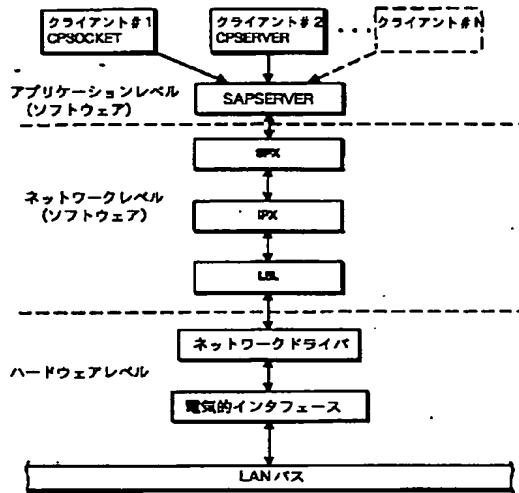 クライアント#1
CPSOCKET
クライアント#2
CPSERVER
・・・
クライアント#N
アプリケーションレベル
(ソフトウェア)
SAPSERVER
SPX
ネットワークレベル
(ソフトウェア)
IPX
LSL
ネットワークドライバ
ハードウェアレベル
電気的インタフェース
LANバス